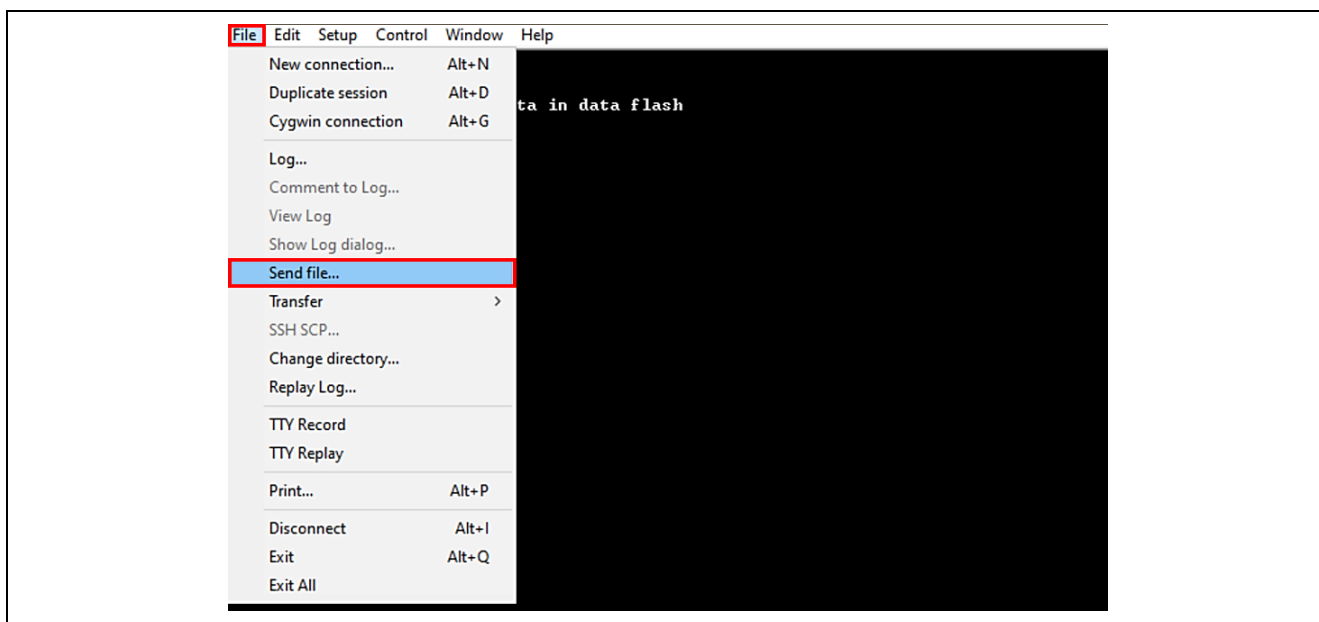 File Edit Setup Control Window Help
New connection... Alt+N
Duplicate session Alt+D
ta in data flash
Cygwin connection Alt+G
Log...
Comment to Log...
View Log
Show Log dialog...
Send file...
Transfer >
SSH SCP...
Change directory...
Replay Log...
TTY Record
TTY Replay
Print... Alt+P
Disconnect Alt+I
Exit Alt+Q
Exit All